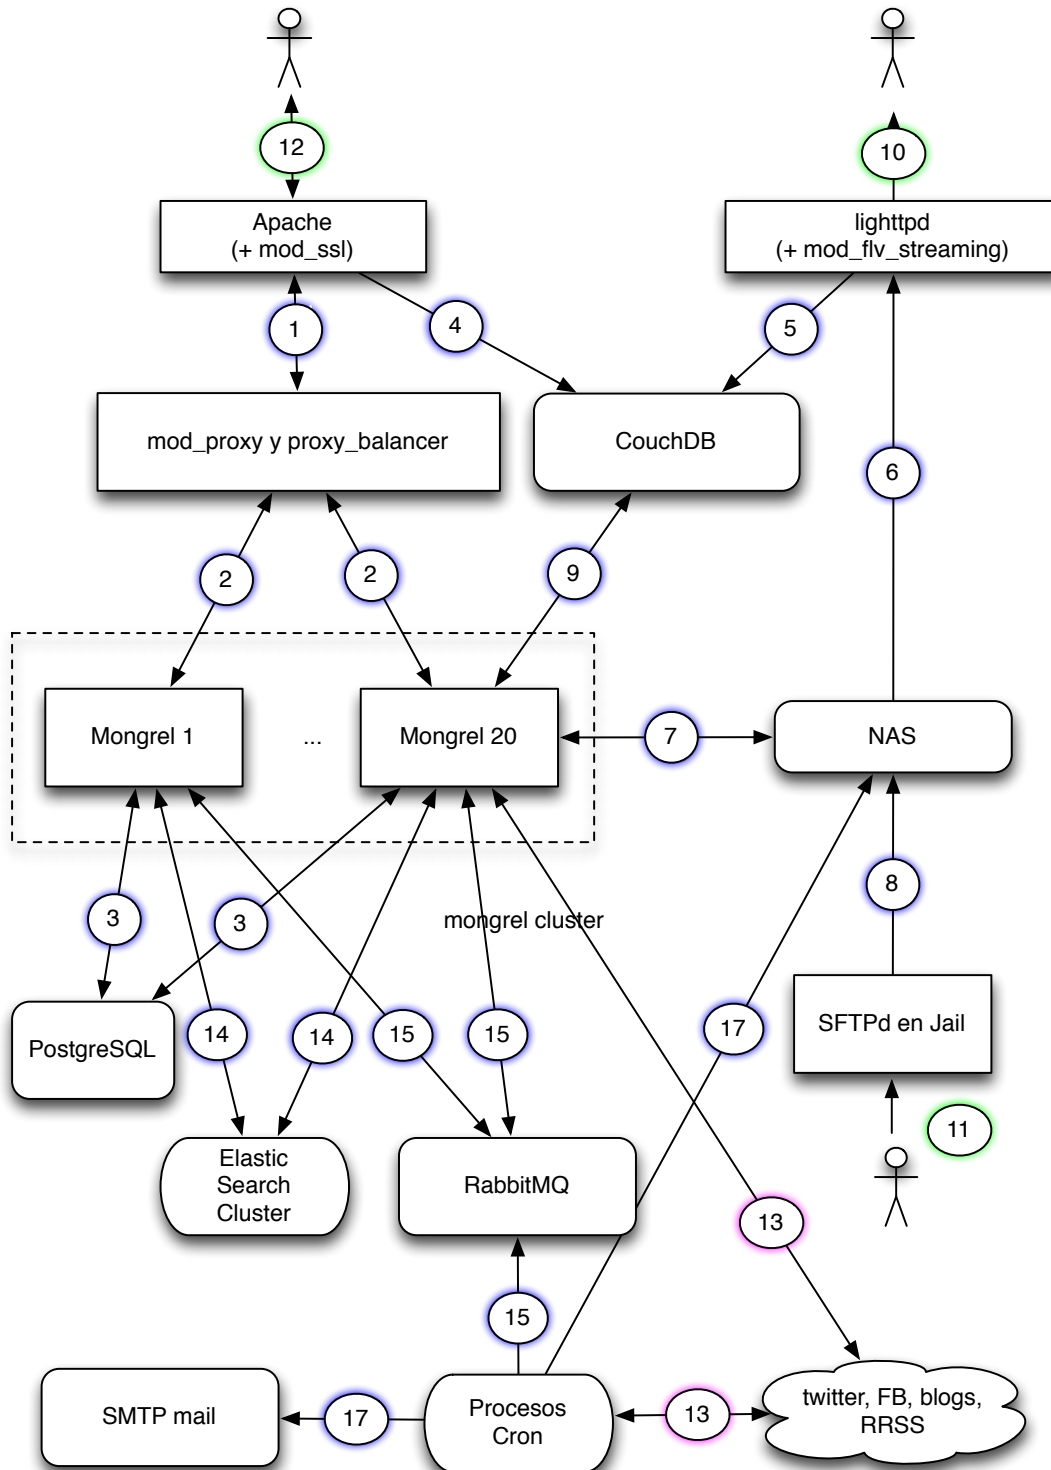 12
10
Apache
(+ mod_ssl)
lighttpd
(+ mod_flv_streaming)
1
4
5
mod_proxy y proxy_balancer
CouchDB
6
2
2
9
Mongrel 1
...
Mongrel 20
7
NAS
3
3
mongrel cluster
8
14
14
15
15
17
SFTPd en Jail
PostgreSQL
11
Elastic
Search
Cluster
RabbitMQ
13
15
SMTP mail
17
Procesos
Cron
13
twitter, FB, blogs,
RRSS